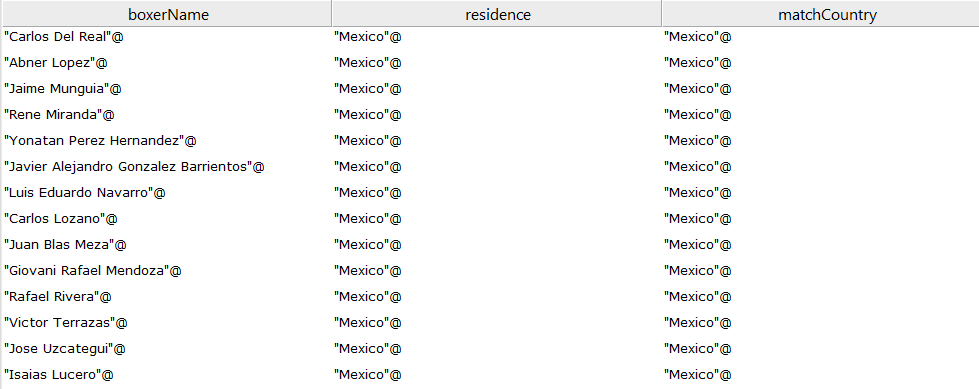 boxerName residence matchCountry
"Carlos Del Real"@ "Mexico"@ "Mexico"@
"Abner Lopez"@ "Mexico"@ "Mexico"@
"Jaime Munguia"@ "Mexico"@ "Mexico"@
"Rene Miranda"@ "Mexico"@ "Mexico"@
"Yonatan Perez Hernandez"@ "Mexico"@ "Mexico"@
"Javier Alejandro Gonzalez Barrientos"@ "Mexico"@ "Mexico"@
"Luis Eduardo Navarro"@ "Mexico"@ "Mexico"@
"Carlos Lozano"@ "Mexico"@ "Mexico"@
"Juan Blas Meza"@ "Mexico"@ "Mexico"@
"Giovani Rafael Mendoza"@ "Mexico"@ "Mexico"@
"Rafael Rivera"@ "Mexico"@ "Mexico"@
"Victor Terrazas"@ "Mexico"@ "Mexico"@
"Jose Uzcategui"@ "Mexico"@ "Mexico"@
"Isaias Lucero"@ "Mexico"@ "Mexico"@